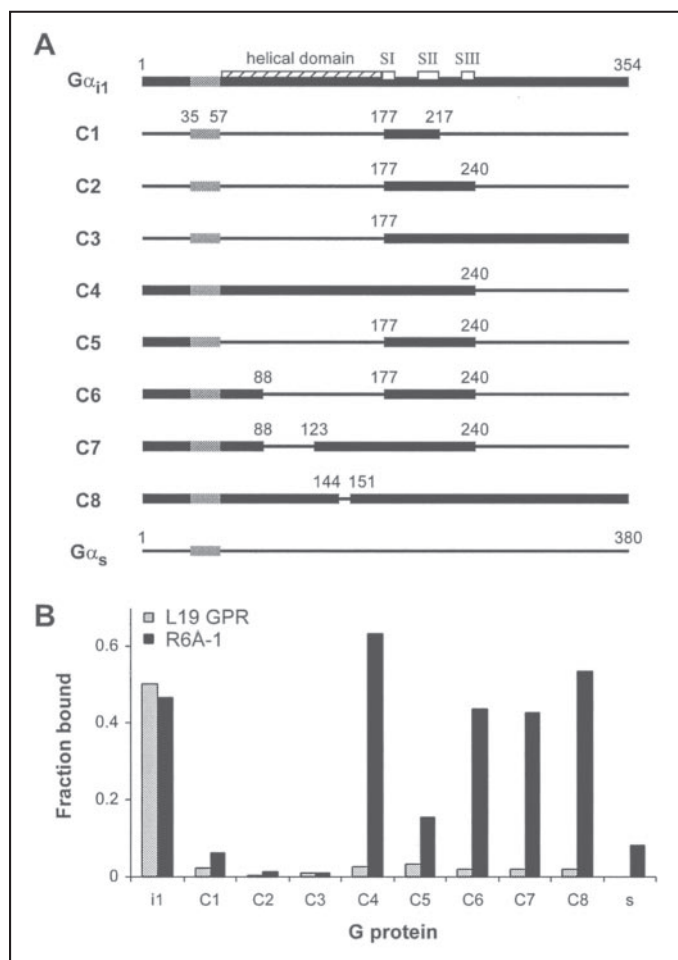 A
helical domain SI SII SIII
1 354
Gαi1
35 57 177 217
C1
177 240
C2
177
C3
240
C4
177 240
C5
88 177 240
C6
88 123 240
C7
144 151
C8
1 380
Gαs
B
L19 GPR
R6A-1
0.6
0.4
0.2
0
Fraction bound
i1 C1 C2 C3 C4 C5 C6 C7 C8 s
G protein